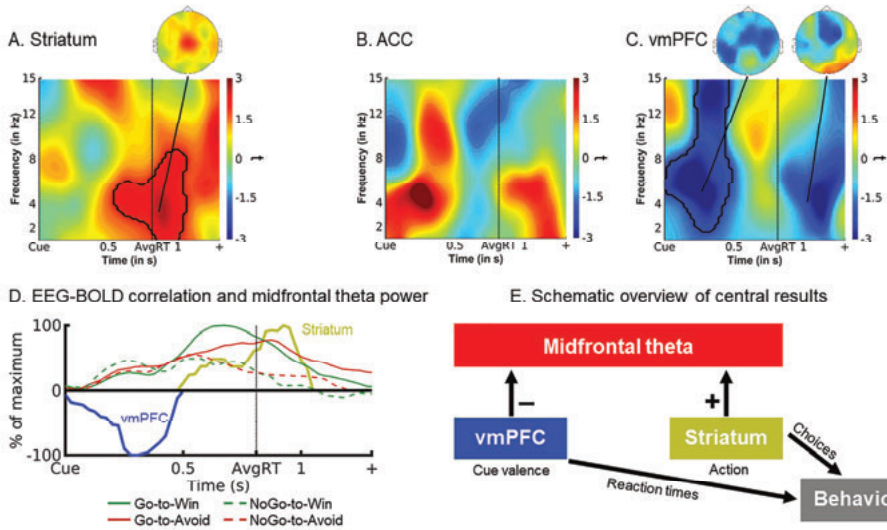 A. Striatum
B. ACC
C. vmPFC
15
12
8
4
2
Frequency (in Hz)
Cue
0.5
AvgRT
1
+
Time (in s)
3
1.5
0
-1.5
-3
t
15
12
8
4
2
Frequency (in Hz)
Cue
0.5
AvgRT
1
+
Time (in s)
3
1.5
0
-1.5
-3
t
15
12
8
4
2
Frequency (in Hz)
Cue
0.5
AvgRT
1
+
Time (in s)
3
1.5
0
-1.5
-3
t
D. EEG-BOLD correlation and midfrontal theta power
% of maximum
100
0
-100
Striatum
vmPFC
Cue
0.5
AvgRT
1
+
Time (s)
Go-to-Win
NoGo-to-Win
Go-to-Avoid
NoGo-to-Avoid
E. Schematic overview of central results
Midfrontal theta
–
+
vmPFC
Striatum
Cue valence
Action
Choices
Reaction times
Behavio